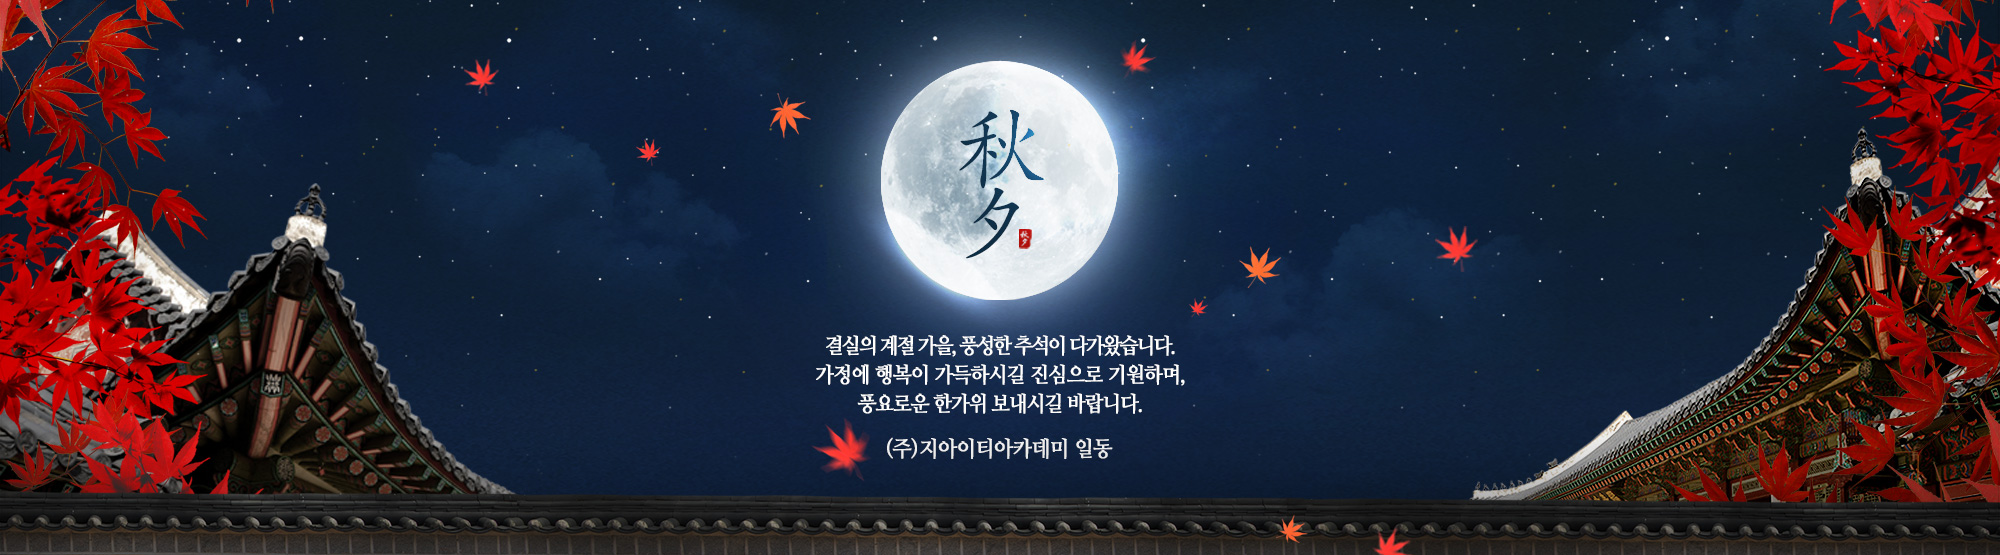 秋
夕
秋夕
결실의 계절 가을, 풍성한 추석이 다가왔습니다.
가정에 행복이 가득하시길 진심으로 기원하며,
풍요로운 한가위 보내시길 바랍니다.
(주)지아이티아카데미 일동